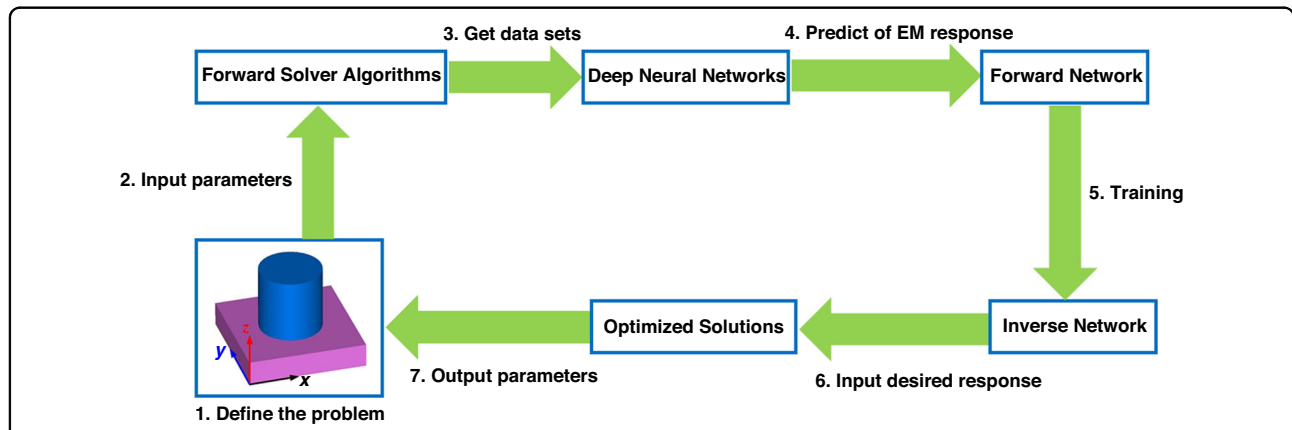 3. Get data sets
4. Predict of EM response
Forward Solver Algorithms
Deep Neural Networks
Forward Network
2. Input parameters
5. Training
z
y
x
Optimized Solutions
Inverse Network
7. Output parameters
6. Input desired response
1. Define the problem